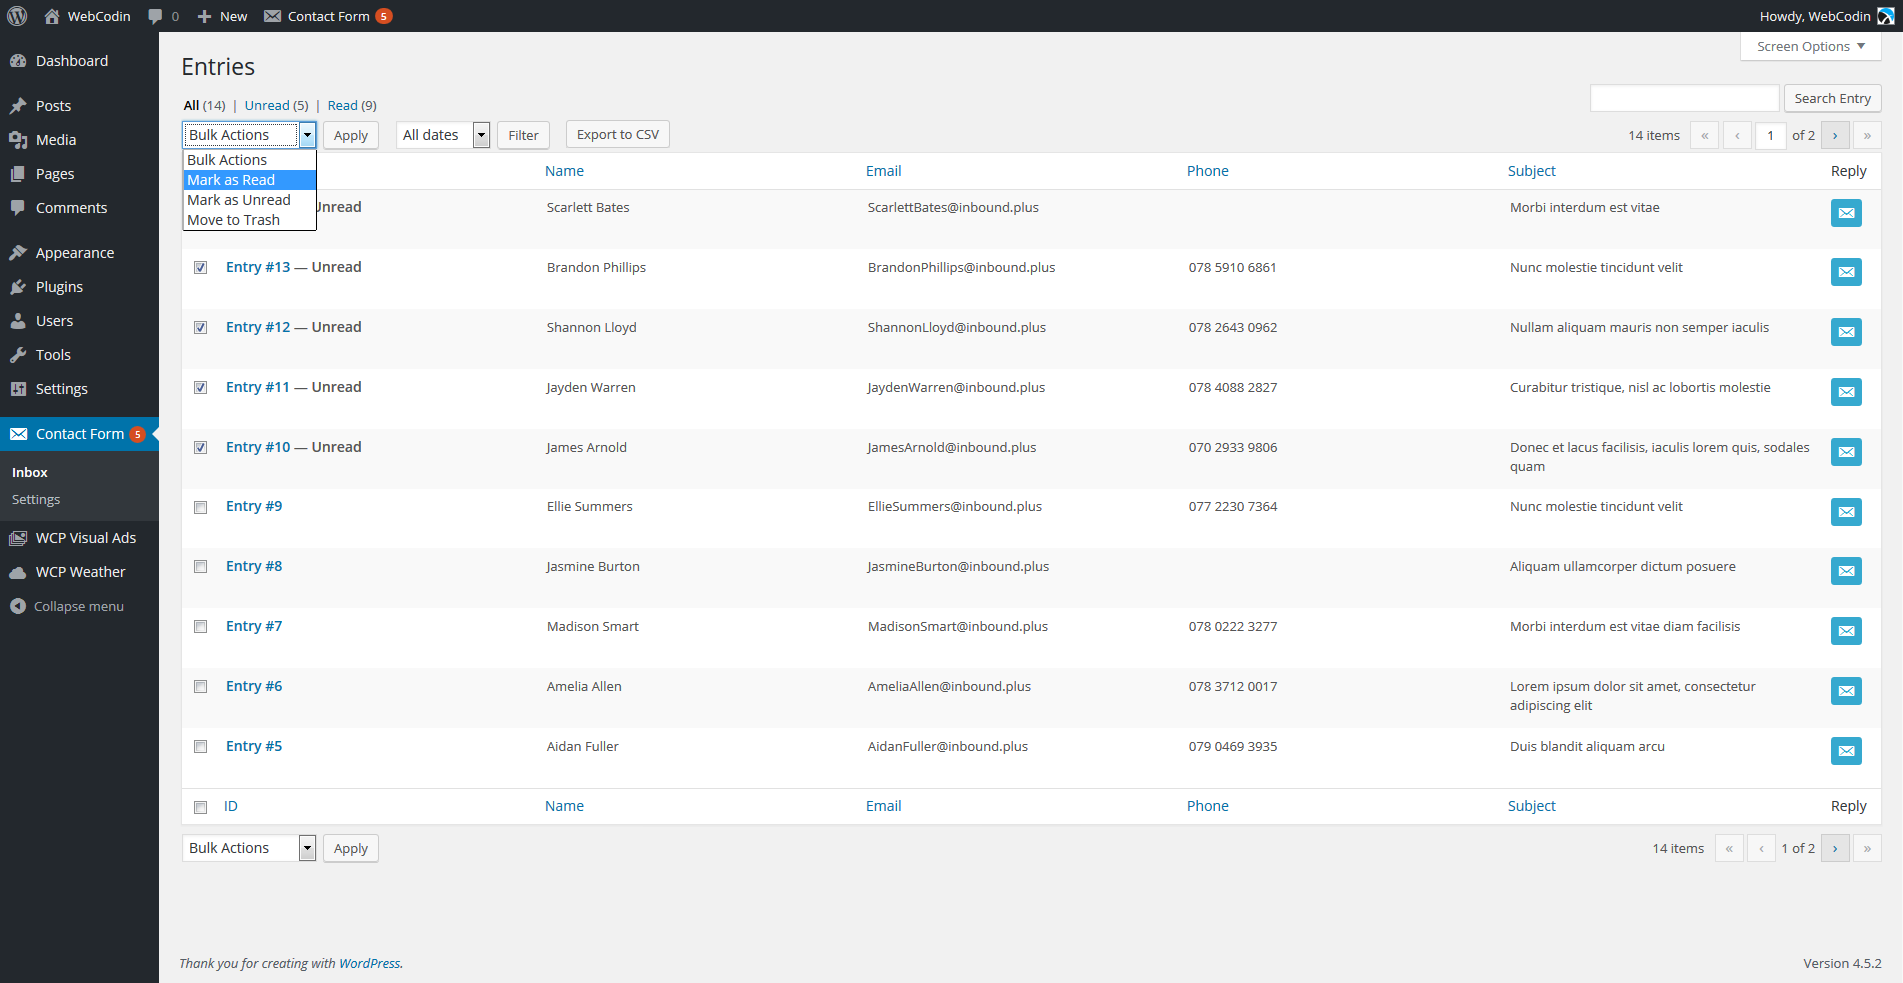 WebCodin 0 New Contact Form 5 Howdy, WebCodin
Screen Options
Dashboard
Posts
Media
Pages
Comments
Appearance
Plugins
Users
Tools
Settings
Contact Form 5
Inbox
Settings
WCP Visual Ads
WCP Weather
Collapse menu
Entries
All (14) | Unread (5) | Read (9)
Search Entry
Bulk Actions Apply All dates Filter Export to CSV 14 items « ‹ 1 of 2 › »
Bulk Actions
Mark as Read
Mark as Unread
Move to Trash
Name Email Phone Subject Reply
Unread Scarlett Bates ScarlettBates@inbound.plus Morbi interdum est vitae
Entry #13 — Unread Brandon Phillips BrandonPhillips@inbound.plus 078 5910 6861 Nunc molestie tincidunt velit
Entry #12 — Unread Shannon Lloyd ShannonLloyd@inbound.plus 078 2643 0962 Nullam aliquam mauris non semper iaculis
Entry #11 — Unread Jayden Warren JaydenWarren@inbound.plus 078 4088 2827 Curabitur tristique, nisl ac lobortis molestie
Entry #10 — Unread James Arnold JamesArnold@inbound.plus 070 2933 9806 Donec et lacus facilisis, iaculis lorem quis, sodales
quam
Entry #9 Ellie Summers EllieSummers@inbound.plus 077 2230 7364 Nunc molestie tincidunt velit
Entry #8 Jasmine Burton JasmineBurton@inbound.plus Aliquam ullamcorper dictum posuere
Entry #7 Madison Smart MadisonSmart@inbound.plus 078 0222 3277 Morbi interdum est vitae diam facilisis
Entry #6 Amelia Allen AmeliaAllen@inbound.plus 078 3712 0017 Lorem ipsum dolor sit amet, consectetur
adipiscing elit
Entry #5 Aidan Fuller AidanFuller@inbound.plus 079 0469 3935 Duis blandit aliquam arcu
ID Name Email Phone Subject Reply
Bulk Actions Apply 14 items « ‹ 1 of 2 › »
Thank you for creating with WordPress. Version 4.5.2